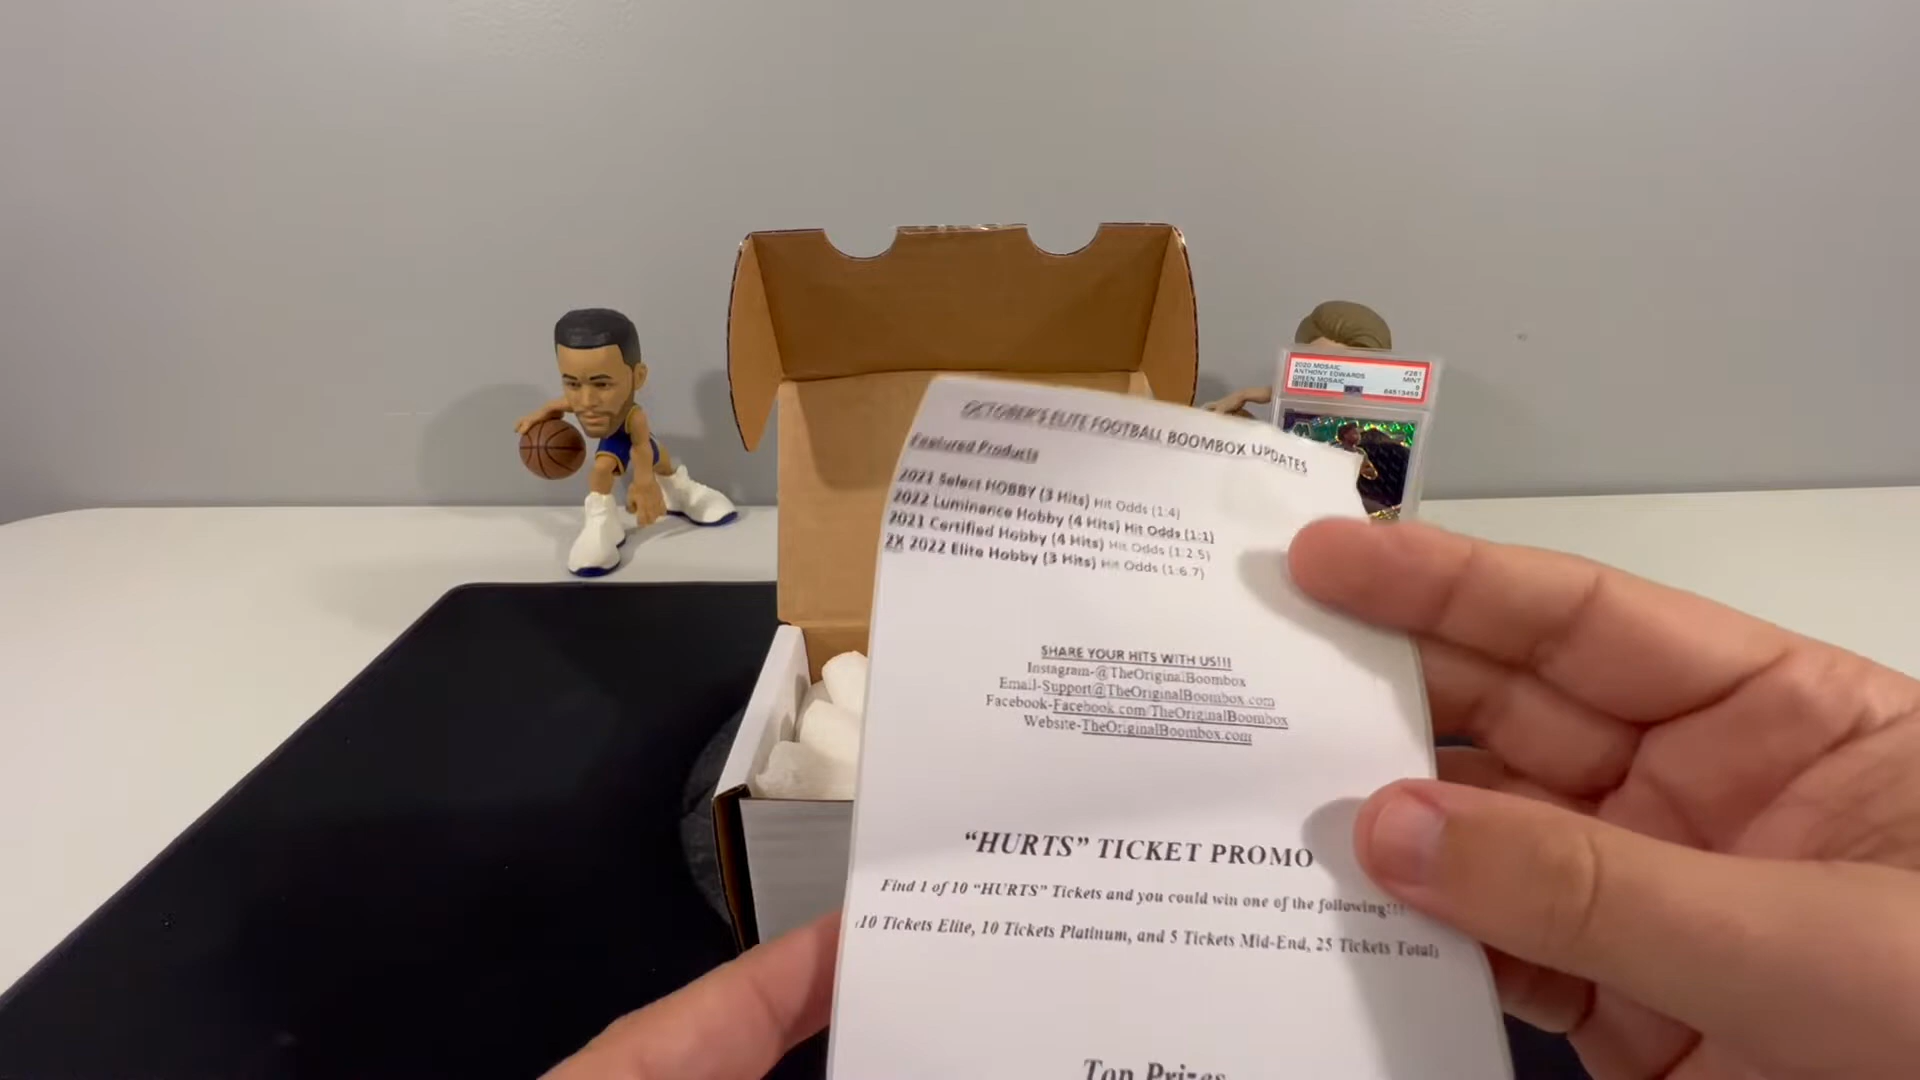 2020 MOSAIC #261
ANTHONY EDWARDS MINT
GREEN MOSAIC 9
64513459
OCTOBER'S ELITE FOOTBALL BOOMBOX UPDATES
Featured Products
2021 Select HOBBY (3 Hits) Hit Odds (1:4)
2022 Luminance Hobby (4 Hits) Hit Odds (1:1)
2021 Certified Hobby (4 Hits) Hit Odds (1:2.5)
2X 2022 Elite Hobby (3 Hits) Hit Odds (1:6.7)
SHARE YOUR HITS WITH US!!!
Instagram-@TheOriginalBoombox
Email-Support@TheOriginalBoombox.com
Facebook-Facebook.com/TheOriginalBoombox
Website-TheOriginalBoombox.com
“HURTS” TICKET PROMO
Find 1 of 10 “HURTS” Tickets and you could win one of the following!!!
(10 Tickets Elite, 10 Tickets Platinum, and 5 Tickets Mid-End, 25 Tickets Total)
Top Prizes